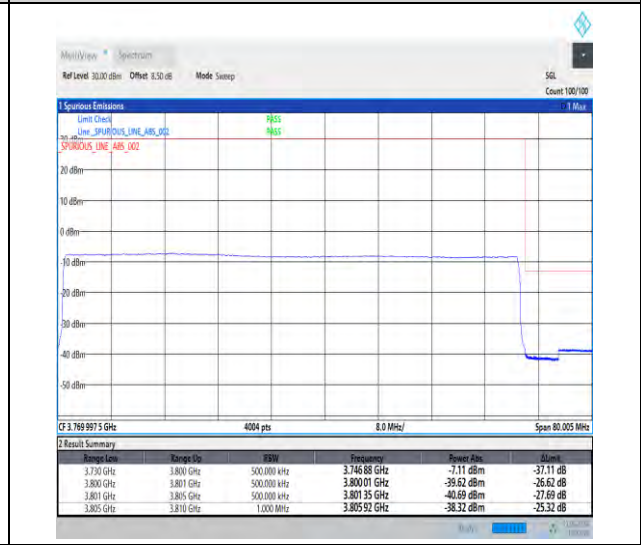 MultiView Spectrum
Ref Level 30.00 dBm Offset 8.50 dB Mode Sweep SGL
Count 100/100
1 Spurious Emissions 1 Max
Limit Check PASS
Line _SPURIOUS_LINE_ABS_002 PASS
_SPURIOUS_LINE_ABS_002
20 dBm
10 dBm
0 dBm
-10 dBm
-20 dBm
-30 dBm
-40 dBm
-50 dBm
CF 3.769 997 5 GHz 4004 pts 8.0 MHz/ Span 80.005 MHz
2 Result Summary
Range Low Range Up RBW Frequency Power Abs ΔLimit
3.730 GHz 3.800 GHz 500.000 kHz 3.746 88 GHz -7.11 dBm -37.11 dB
3.800 GHz 3.801 GHz 500.000 kHz 3.800 01 GHz -39.62 dBm -26.62 dB
3.801 GHz 3.805 GHz 500.000 kHz 3.801 35 GHz -40.69 dBm -27.69 dB
3.805 GHz 3.810 GHz 1.000 MHz 3.805 92 GHz -38.32 dBm -25.32 dB